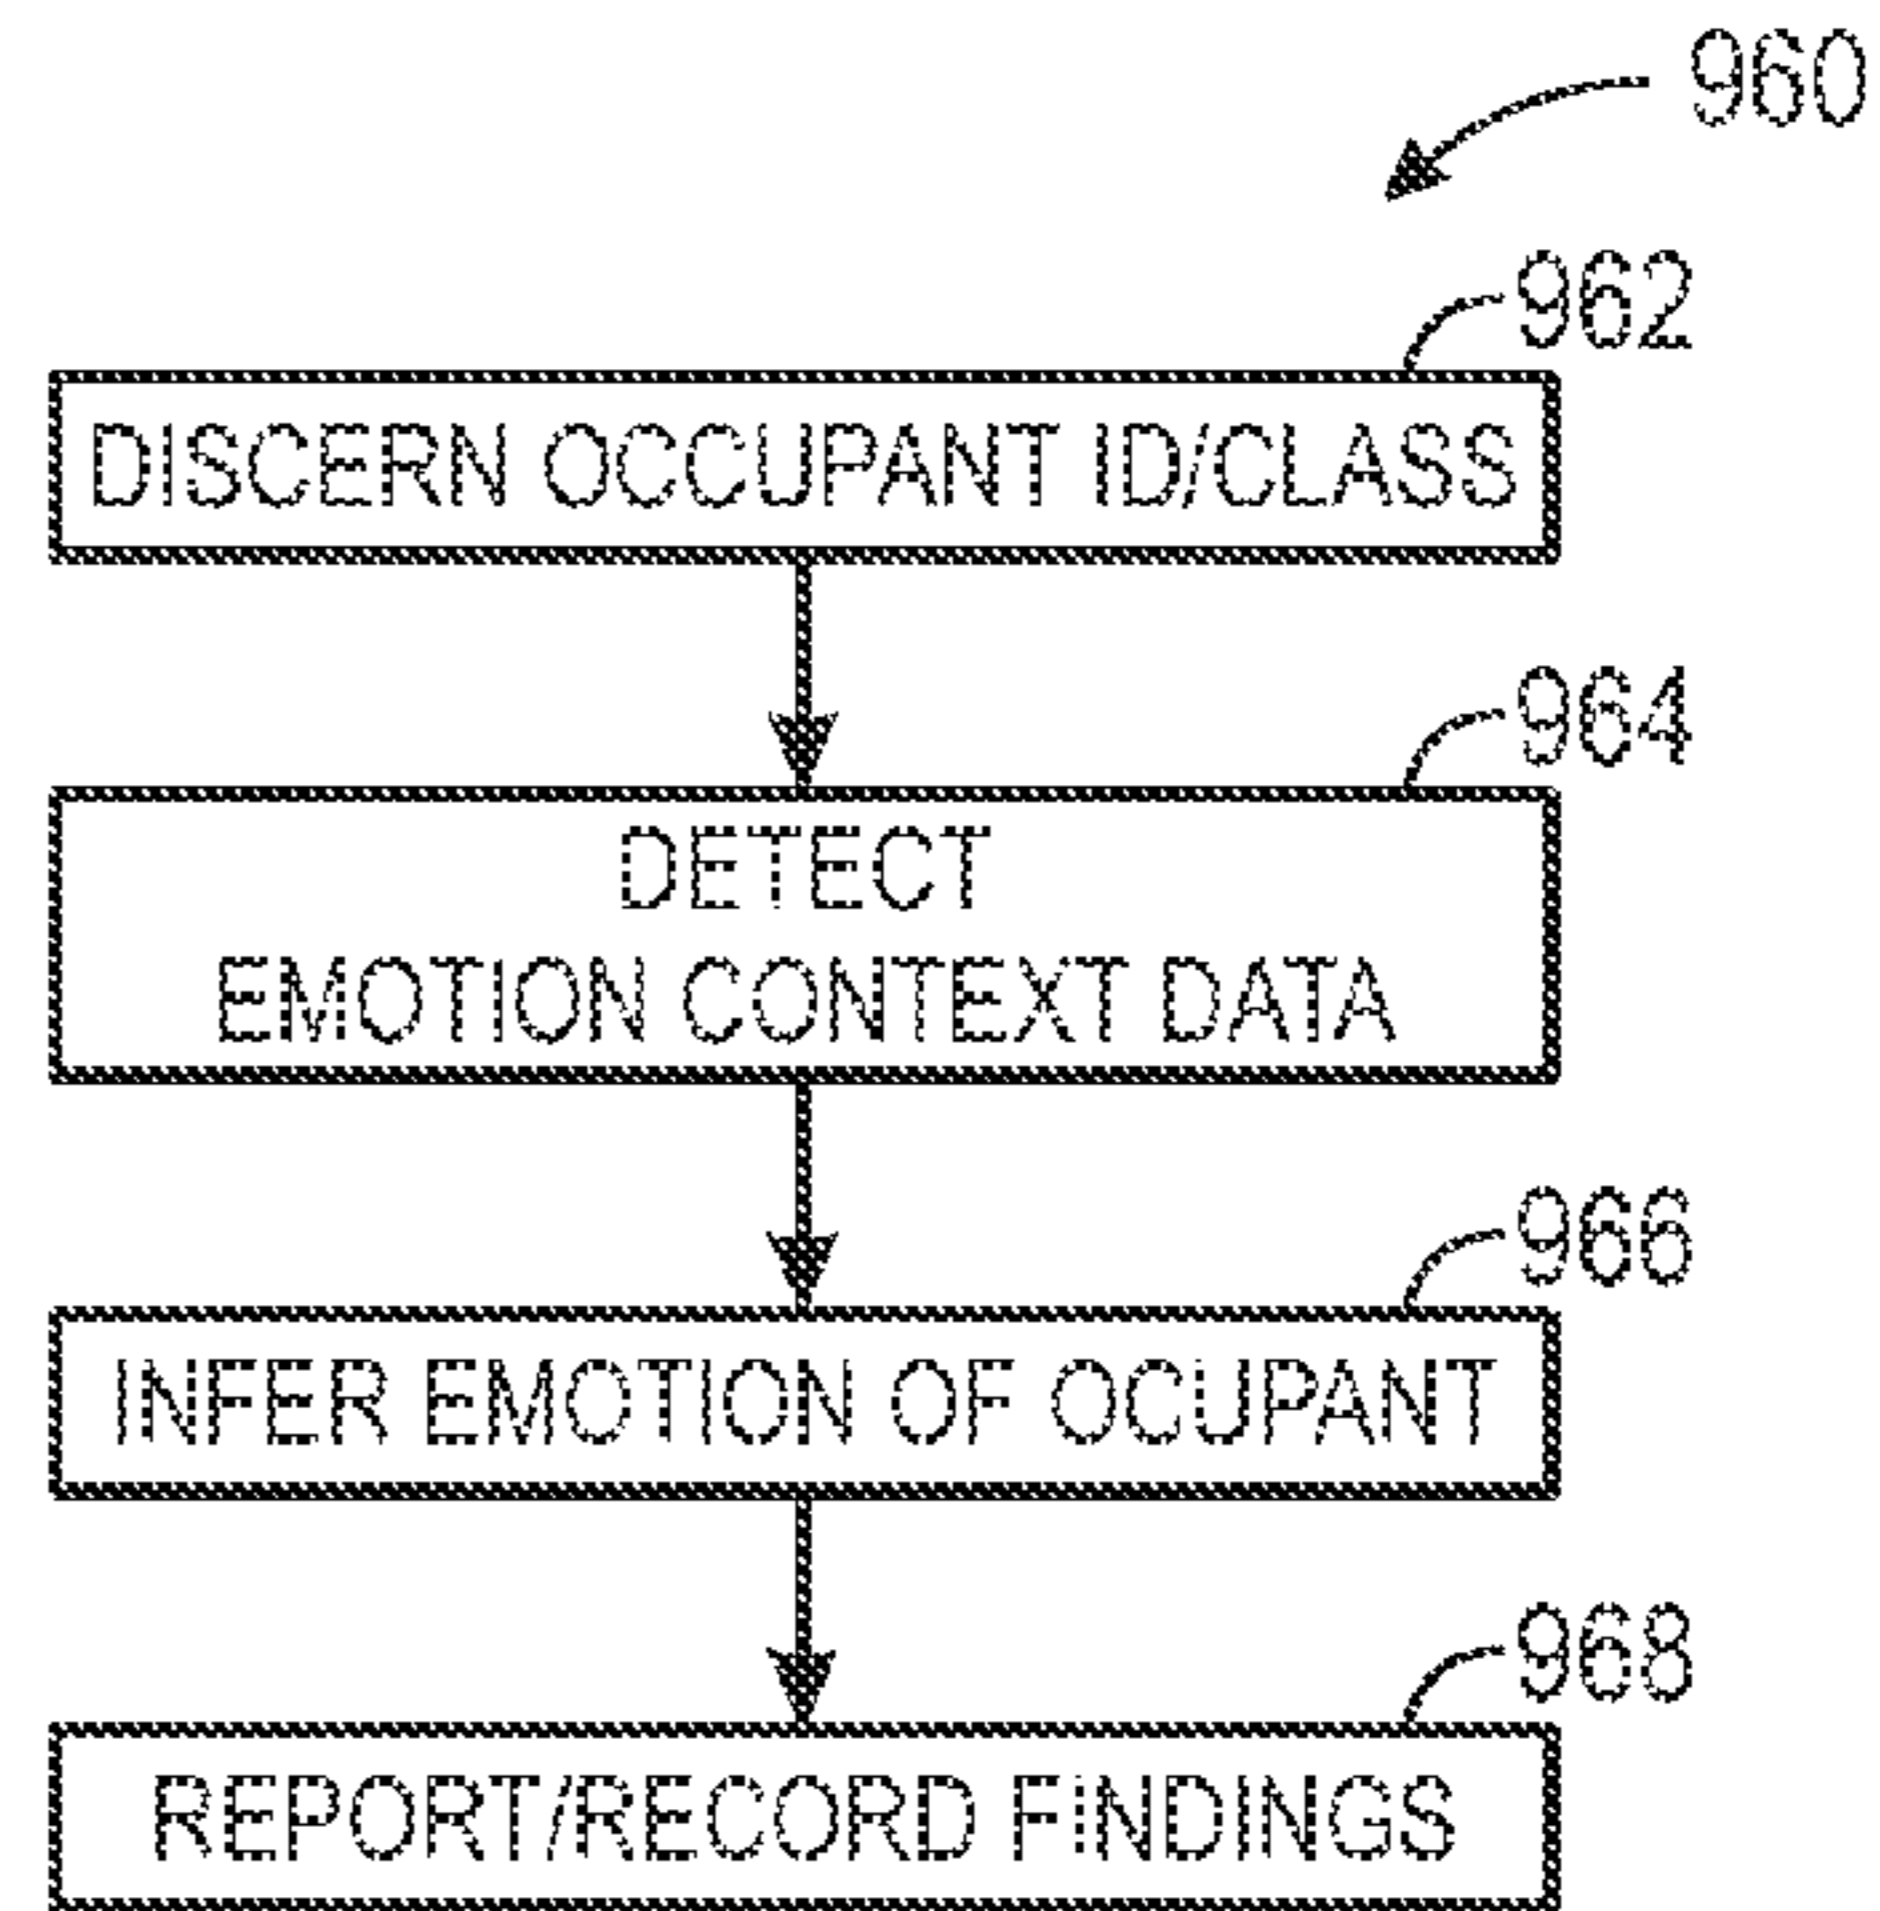 960
962
DISCERN OCCUPANT ID/CLASS
964
DETECT
EMOTION CONTEXT DATA
966
INFER EMOTION OF OCUPANT
968
REPORT/RECORD FINDINGS